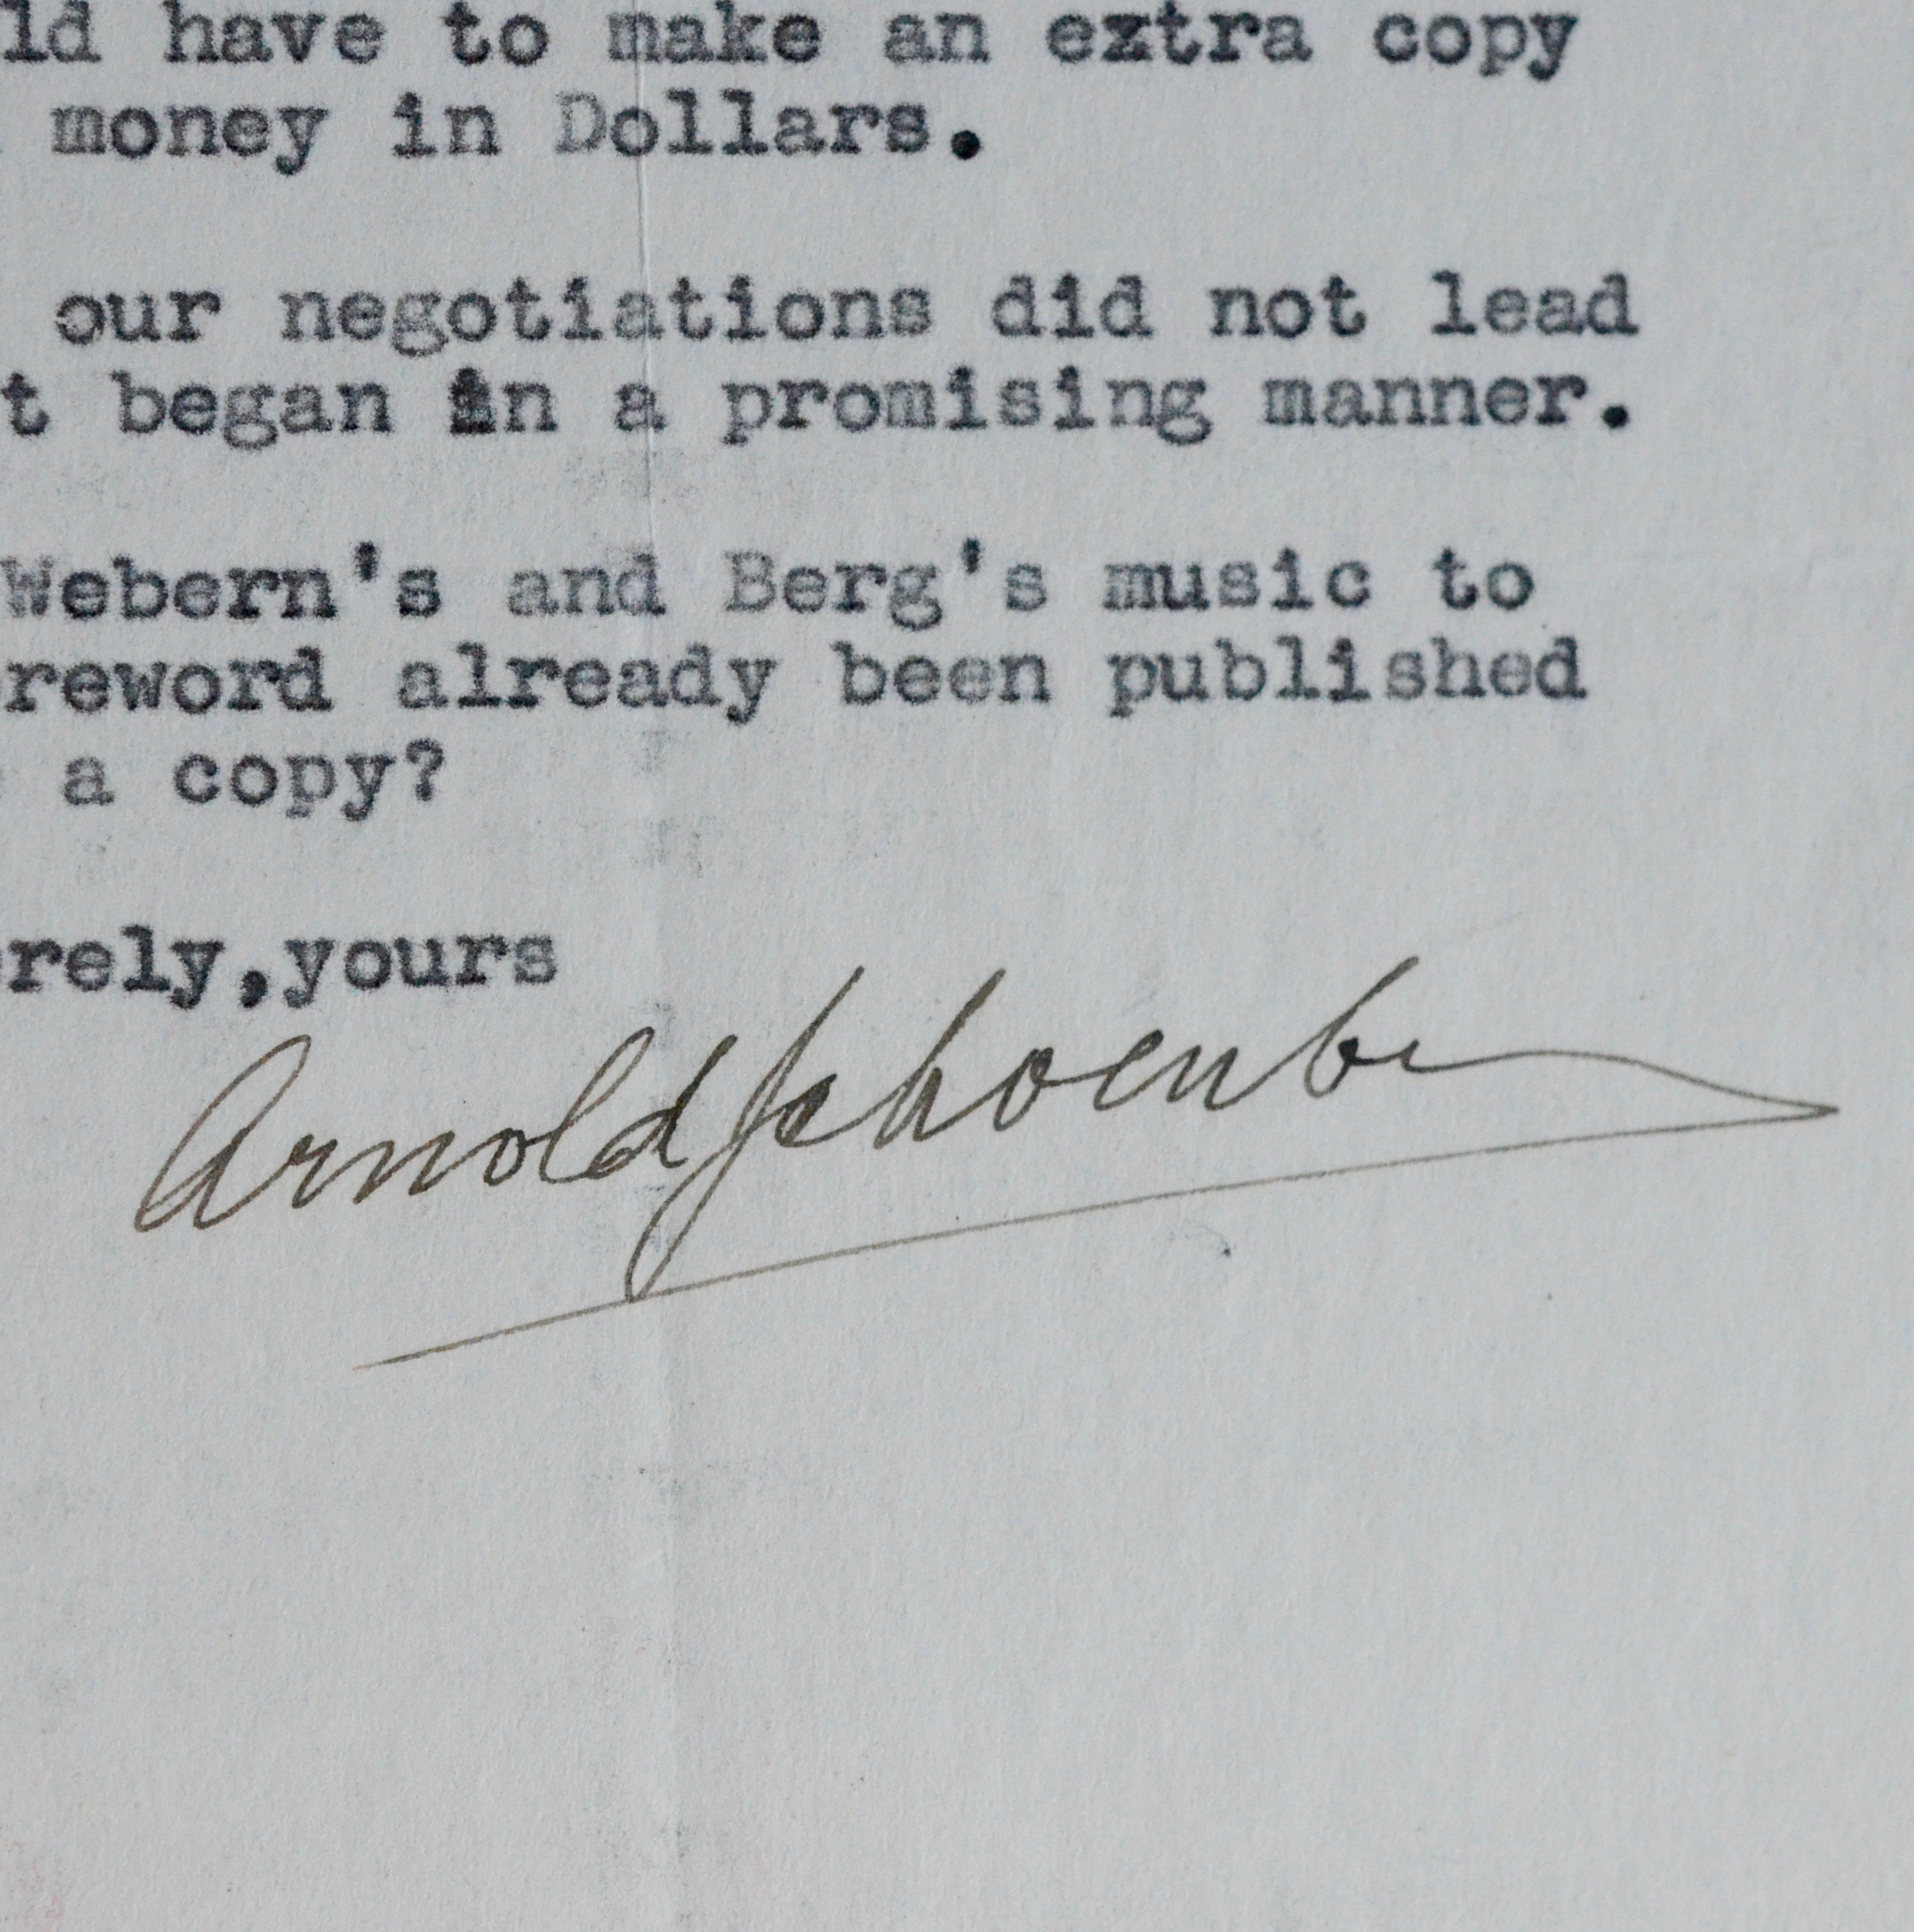 ld have to make an extra copy
money in Dollars.
our negotiations did not lead
t began in a promising manner.
Webern's and Berg's music to
reword already been published
a copy?
rely,yours
Arnold Schoenbe